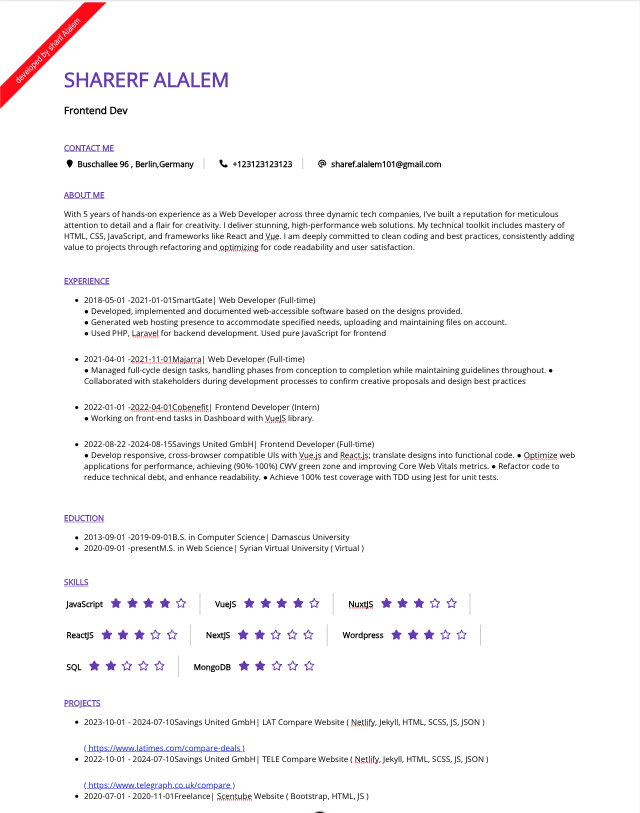 developed by sharif Alalem
SHARERF ALALEM
Frontend Dev
CONTACT ME
Buschallee 96 , Berlin,Germany +123123123123 sharef.alalem101@gmail.com
ABOUT ME
With 5 years of hands-on experience as a Web Developer across three dynamic tech companies, I've built a reputation for meticulous
attention to detail and a flair for creativity. I deliver stunning, high-performance web solutions. My technical toolkit includes mastery of
HTML, CSS, JavaScript, and frameworks like React and Vue. I am deeply committed to clean coding and best practices, consistently adding
value to projects through refactoring and optimizing for code readability and user satisfaction.
EXPERIENCE
● 2018-05-01 -2021-01-01SmartGate| Web Developer (Full-time)
● Developed, implemented and documented web-accessible software based on the designs provided.
● Generated web hosting presence to accommodate specified needs, uploading and maintaining files on account.
● Used PHP, Laravel for backend development. Used pure JavaScript for frontend
● 2021-04-01 -2021-11-01Majarra| Web Developer (Full-time)
● Managed full-cycle design tasks, handling phases from conception to completion while maintaining guidelines throughout. ●
Collaborated with stakeholders during development processes to confirm creative proposals and design best practices
● 2022-01-01 -2022-04-01Cobenefit| Frontend Developer (Intern)
● Working on front-end tasks in Dashboard with VueJS library.
● 2022-08-22 -2024-08-15Savings United GmbH| Frontend Developer (Full-time)
● Develop responsive, cross-browser compatible UIs with Vue.js and React.js; translate designs into functional code. ● Optimize web
applications for performance, achieving (90%-100%) CWV green zone and improving Core Web Vitals metrics. ● Refactor code to
reduce technical debt, and enhance readability. ● Achieve 100% test coverage with TDD using Jest for unit tests.
EDUCTION
● 2013-09-01 -2019-09-01B.S. in Computer Science| Damascus University
● 2020-09-01 -presentM.S. in Web Science| Syrian Virtual University ( Virtual )
SKILLS
JavaScript VueJS NuxtJS
ReactJS NextJS Wordpress
SQL MongoDB
PROJECTS
● 2023-10-01 - 2024-07-10Savings United GmbH| LAT Compare Website ( Netlify, Jekyll, HTML, SCSS, JS, JSON )
( https://www.latimes.com/compare-deals )
● 2022-10-01 - 2024-07-10Savings United GmbH| TELE Compare Website ( Netlify, Jekyll, HTML, SCSS, JS, JSON )
( https://www.telegraph.co.uk/compare )
● 2020-07-01 - 2020-11-01Freelance| Scentube Website ( Bootstrap, HTML, JS )